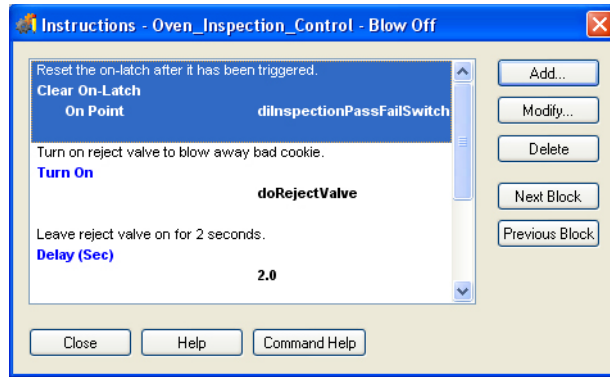 Instructions - Oven_Inspection_Control - Blow Off
Reset the on-latch after it has been triggered.
Clear On-Latch
On Point diInspectionPassFailSwitch
Turn on reject valve to blow away bad cookie.
Turn On
doRejectValve
Leave reject valve on for 2 seconds.
Delay (Sec)
2.0
Add...
Modify...
Delete
Next Block
Previous Block
Close Help Command Help